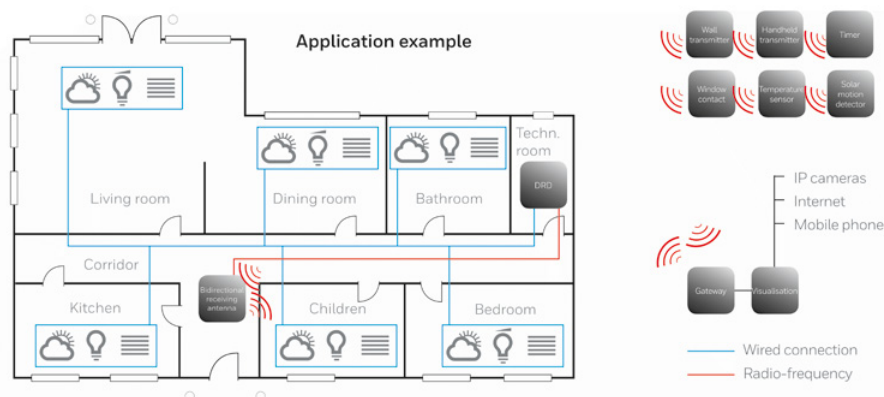 Application example
Wall
transmitter
Handheld
transmitter
Timer
Window
contact
Temperature
sensor
Solar
motion
detector
Techn.
room
DRD
Living room
Dining room
Bathroom
IP cameras
Internet
Mobile phone
Corridor
Bidirectional
receiving
antenna
Gateway
Visualisation
Kitchen
Children
Bedroom
Wired connection
Radio-frequency